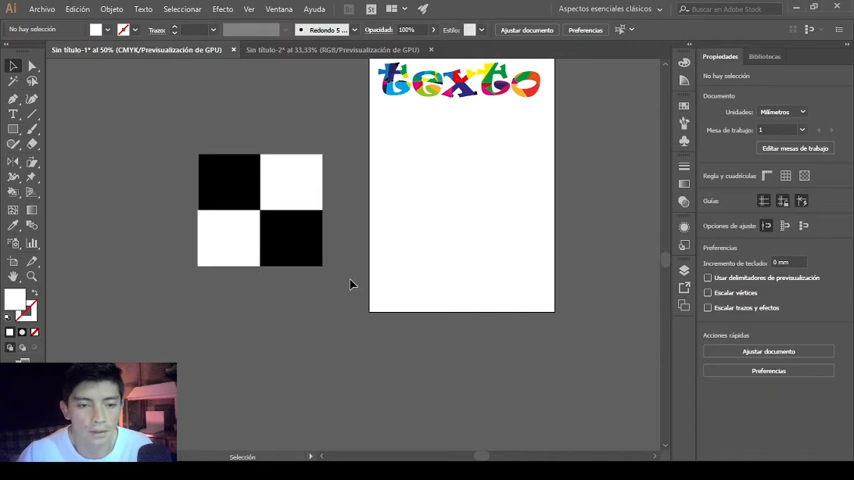 Ai Archivo Edición Objeto Texto Seleccionar Efecto Ver Ventana Ayuda Br St Aspectos esenciales clásicos Buscar en Adobe Stock
No hay selección Trazo: Redondo 5 ... Opacidad: 100% Estilo: Ajustar documento Preferencias
Sin título-1* al 50% (CMYK/Previsualización de GPU) × Sin título-2* al 33,33% (RGB/Previsualización de GPU) ×
texto
Propiedades Bibliotecas
No hay selección
Documento
Unidades: Milímetros
Mesa de trabajo: 1
Editar mesas de trabajo
Regla y cuadrículas
Guías
Opciones de ajuste
Preferencias
Incremento de teclado: 0 mm
Usar delimitadores de previsualización
Escalar vértices
Escalar trazos y efectos
Acciones rápidas
Ajustar documento
Preferencias
Selección